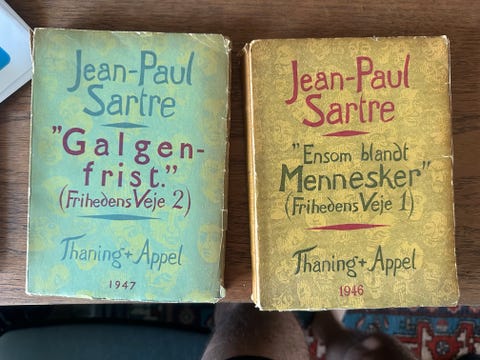 Jean-Paul
Sartre
"Galgen-
frist."
(Frihedens Veje 2)
Thaning + Appel
1947
Jean-Paul
Sartre
"Ensom blandt
Mennesker"
(Frihedens Veje 1)
Thaning + Appel
1946